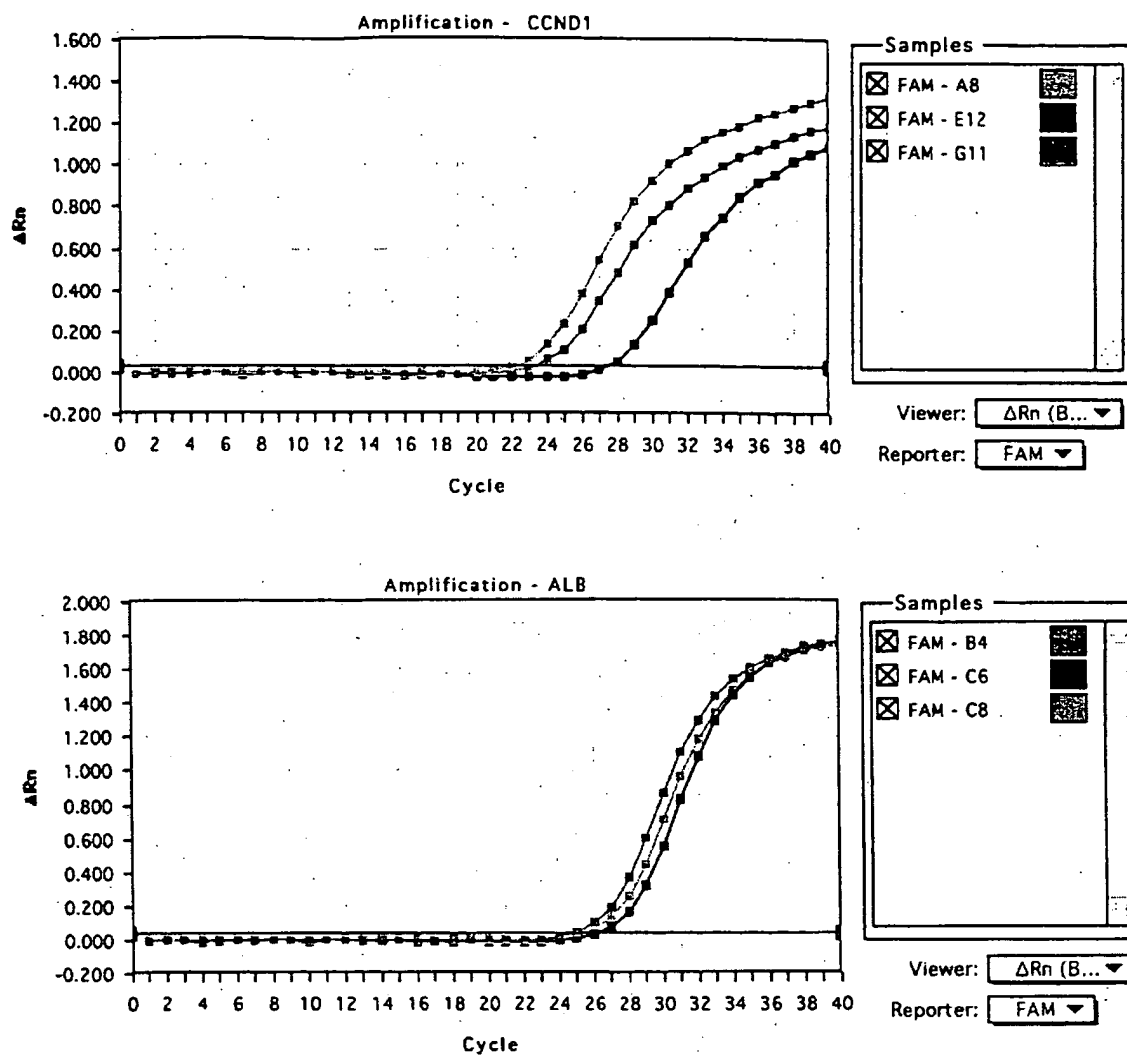 Amplification - CCND1
1.600
1.400
1.200
1.000
0.800
0.600
0.400
0.200
0.000
-0.200
ΔRn
0 2 4 6 8 10 12 14 16 18 20 22 24 26 28 30 32 34 36 38 40
Cycle
Samples
FAM - A8
FAM - E12
FAM - G11
Viewer: ΔRn (B... ▼
Reporter: FAM ▼
Amplification - ALB
2.000
1.800
1.600
1.400
1.200
1.000
0.800
0.600
0.400
0.200
0.000
-0.200
ΔRn
0 2 4 6 8 10 12 14 16 18 20 22 24 26 28 30 32 34 36 38 40
Cycle
Samples
FAM - B4
FAM - C6
FAM - C8
Viewer: ΔRn (B... ▼
Reporter: FAM ▼